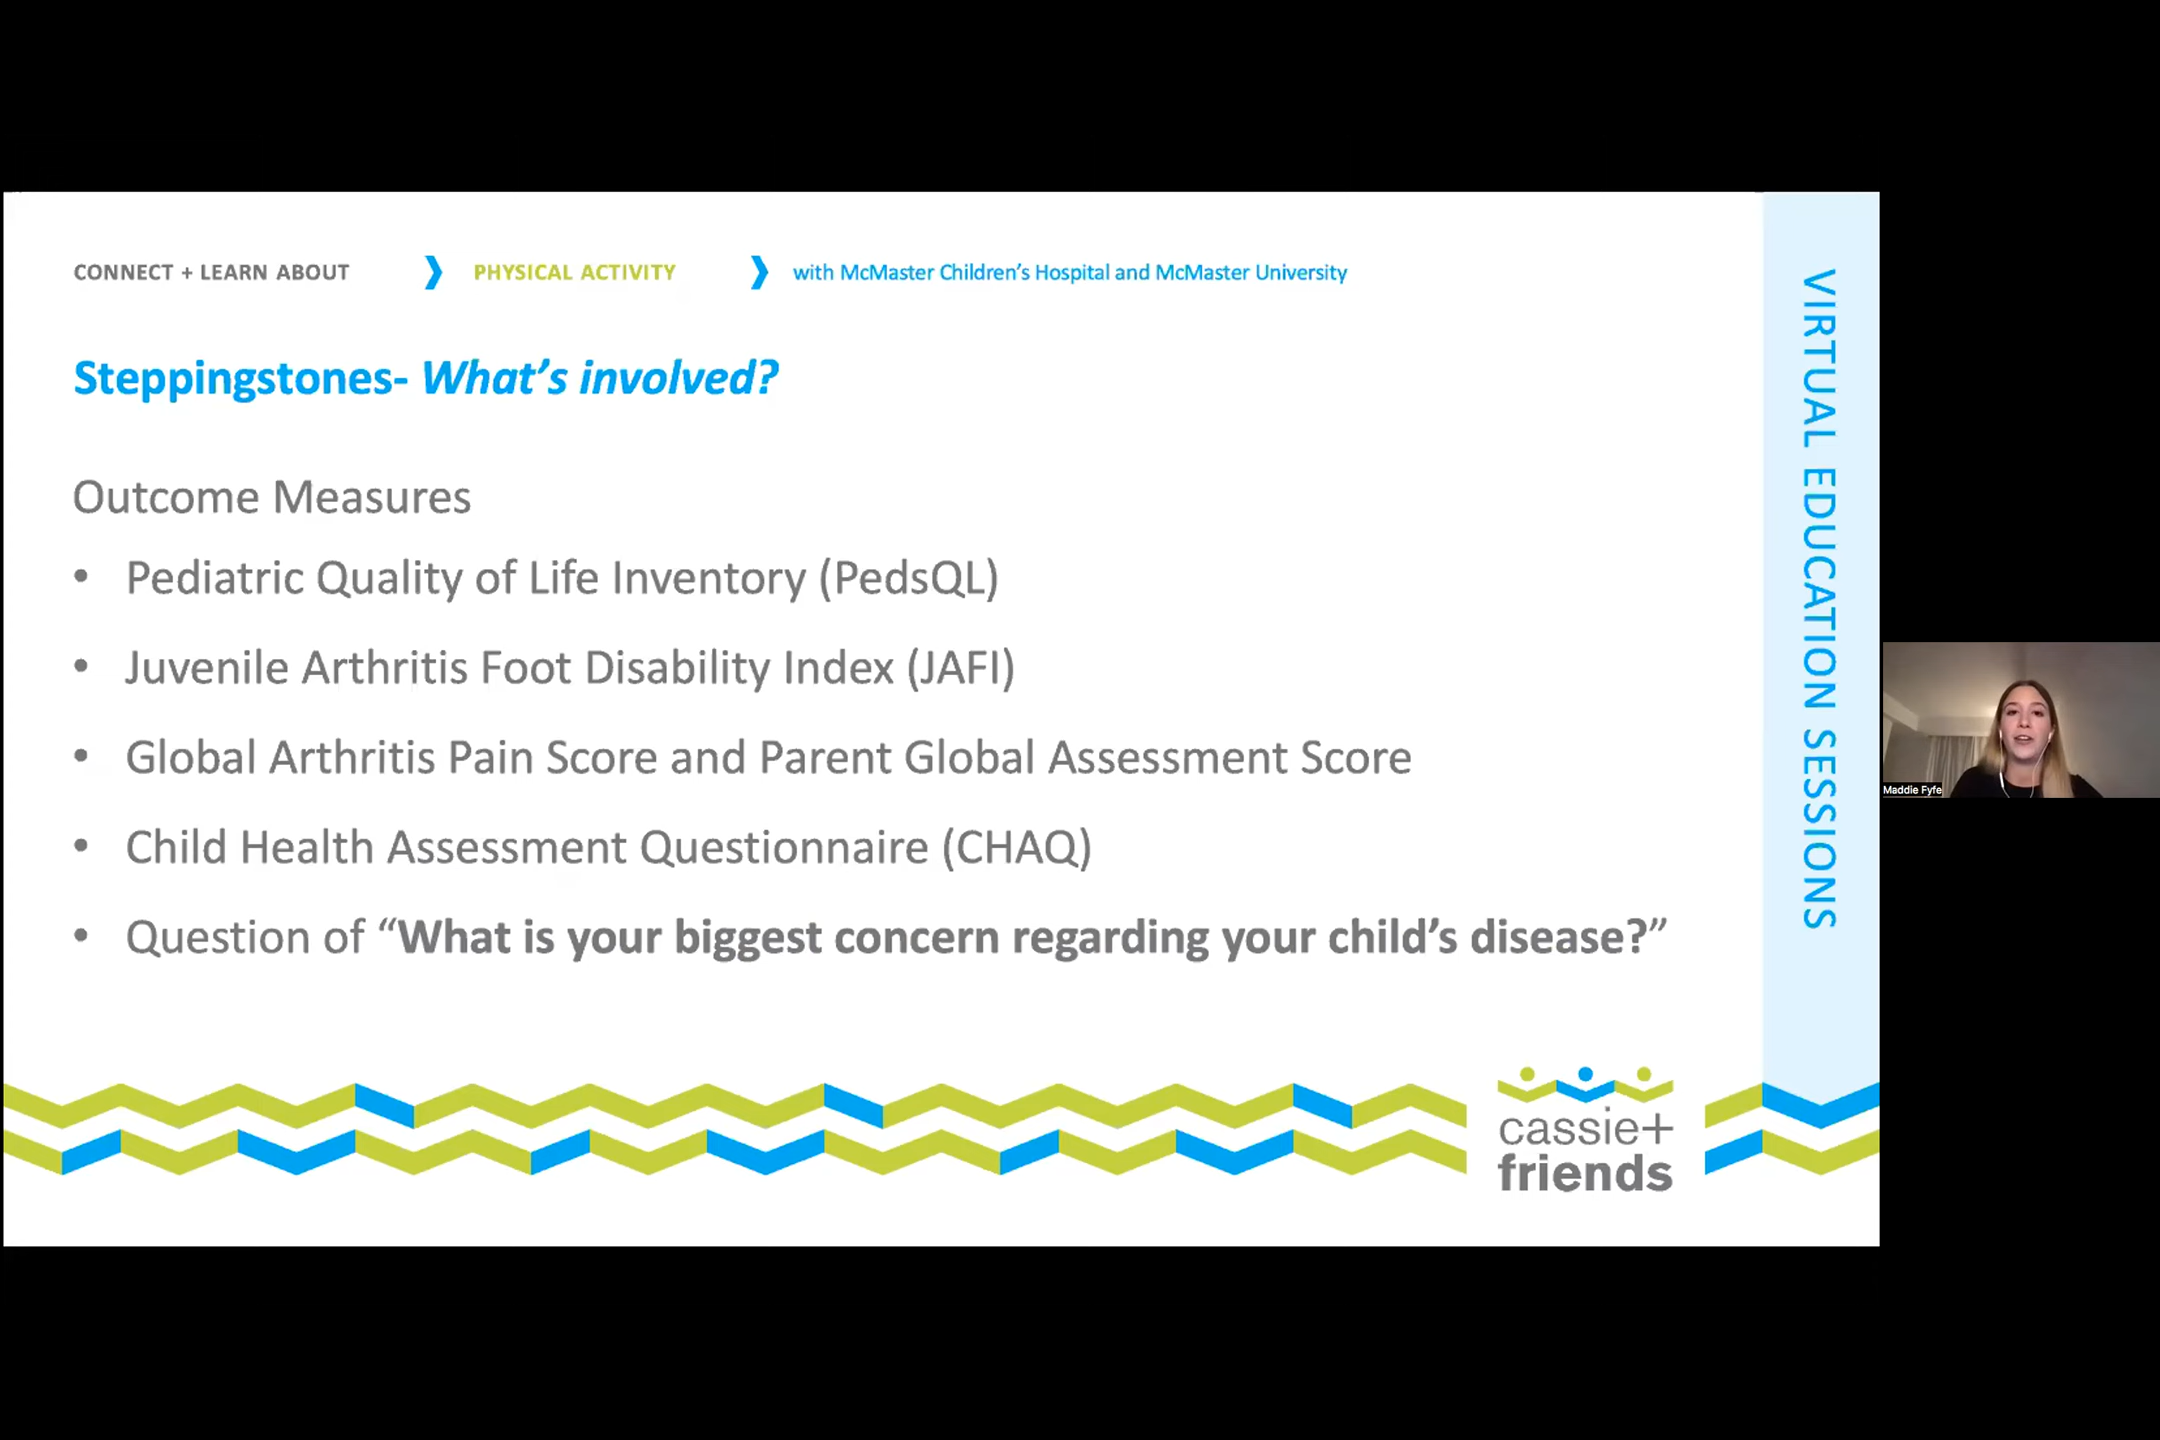 CONNECT + LEARN ABOUT ❯ PHYSICAL ACTIVITY ❯ with McMaster Children’s Hospital and McMaster University
Steppingstones- What’s involved?
Outcome Measures
• Pediatric Quality of Life Inventory (PedsQL)
• Juvenile Arthritis Foot Disability Index (JAFI)
• Global Arthritis Pain Score and Parent Global Assessment Score
• Child Health Assessment Questionnaire (CHAQ)
• Question of “What is your biggest concern regarding your child’s disease?”
cassie+
friends
VIRTUAL EDUCATION SESSIONS
Maddie Fyfe